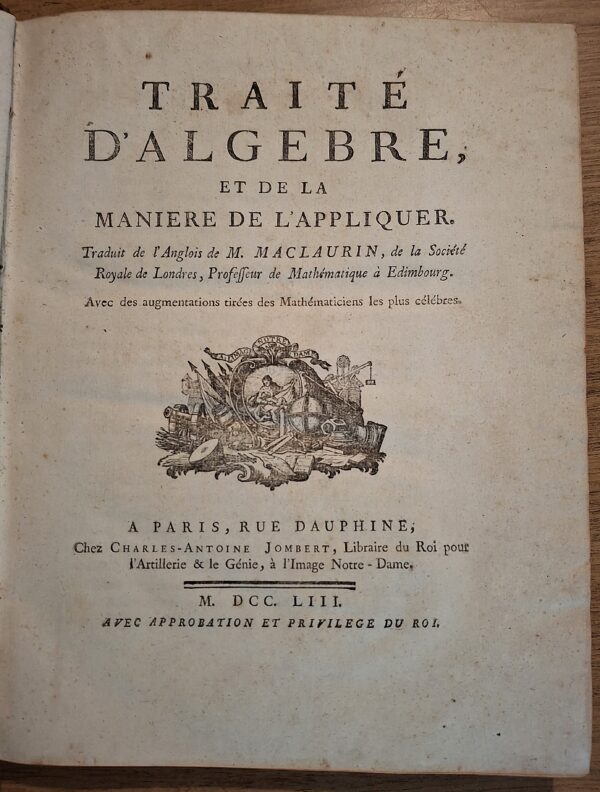 TRAITÉ
D'ALGEBRE,
ET DE LA
MANIERE DE L'APPLIQUER.
Traduit de l'Anglois de M. MACLAURIN, de la Société
Royale de Londres, Professeur de Mathématique à Edimbourg.
Avec des augmentations tirées des Mathématiciens les plus célébres.
A L'IMAGE NOTRE DAME
A PARIS, RUE DAUPHINE,
Chez CHARLES-ANTOINE JOMBERT, Libraire du Roi pour
l'Artillerie & le Génie, à l'Image Notre-Dame.
M. DCC. LIII.
AVEC APPROBATION ET PRIVILEGE DU ROI.